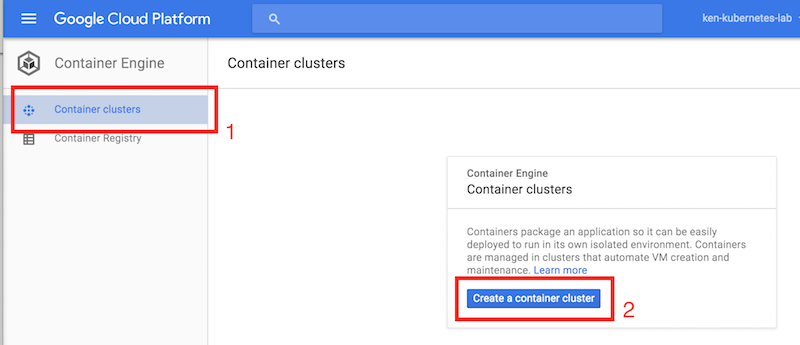 Google Cloud Platform
ken-kubernetes-lab
Container Engine
Container clusters
Container clusters
1
Container Registry
Container Engine
Container clusters
Containers package an application so it can be easily
deployed to run in its own isolated environment. Containers
are managed in clusters that automate VM creation and
maintenance. Learn more
Create a container cluster
2